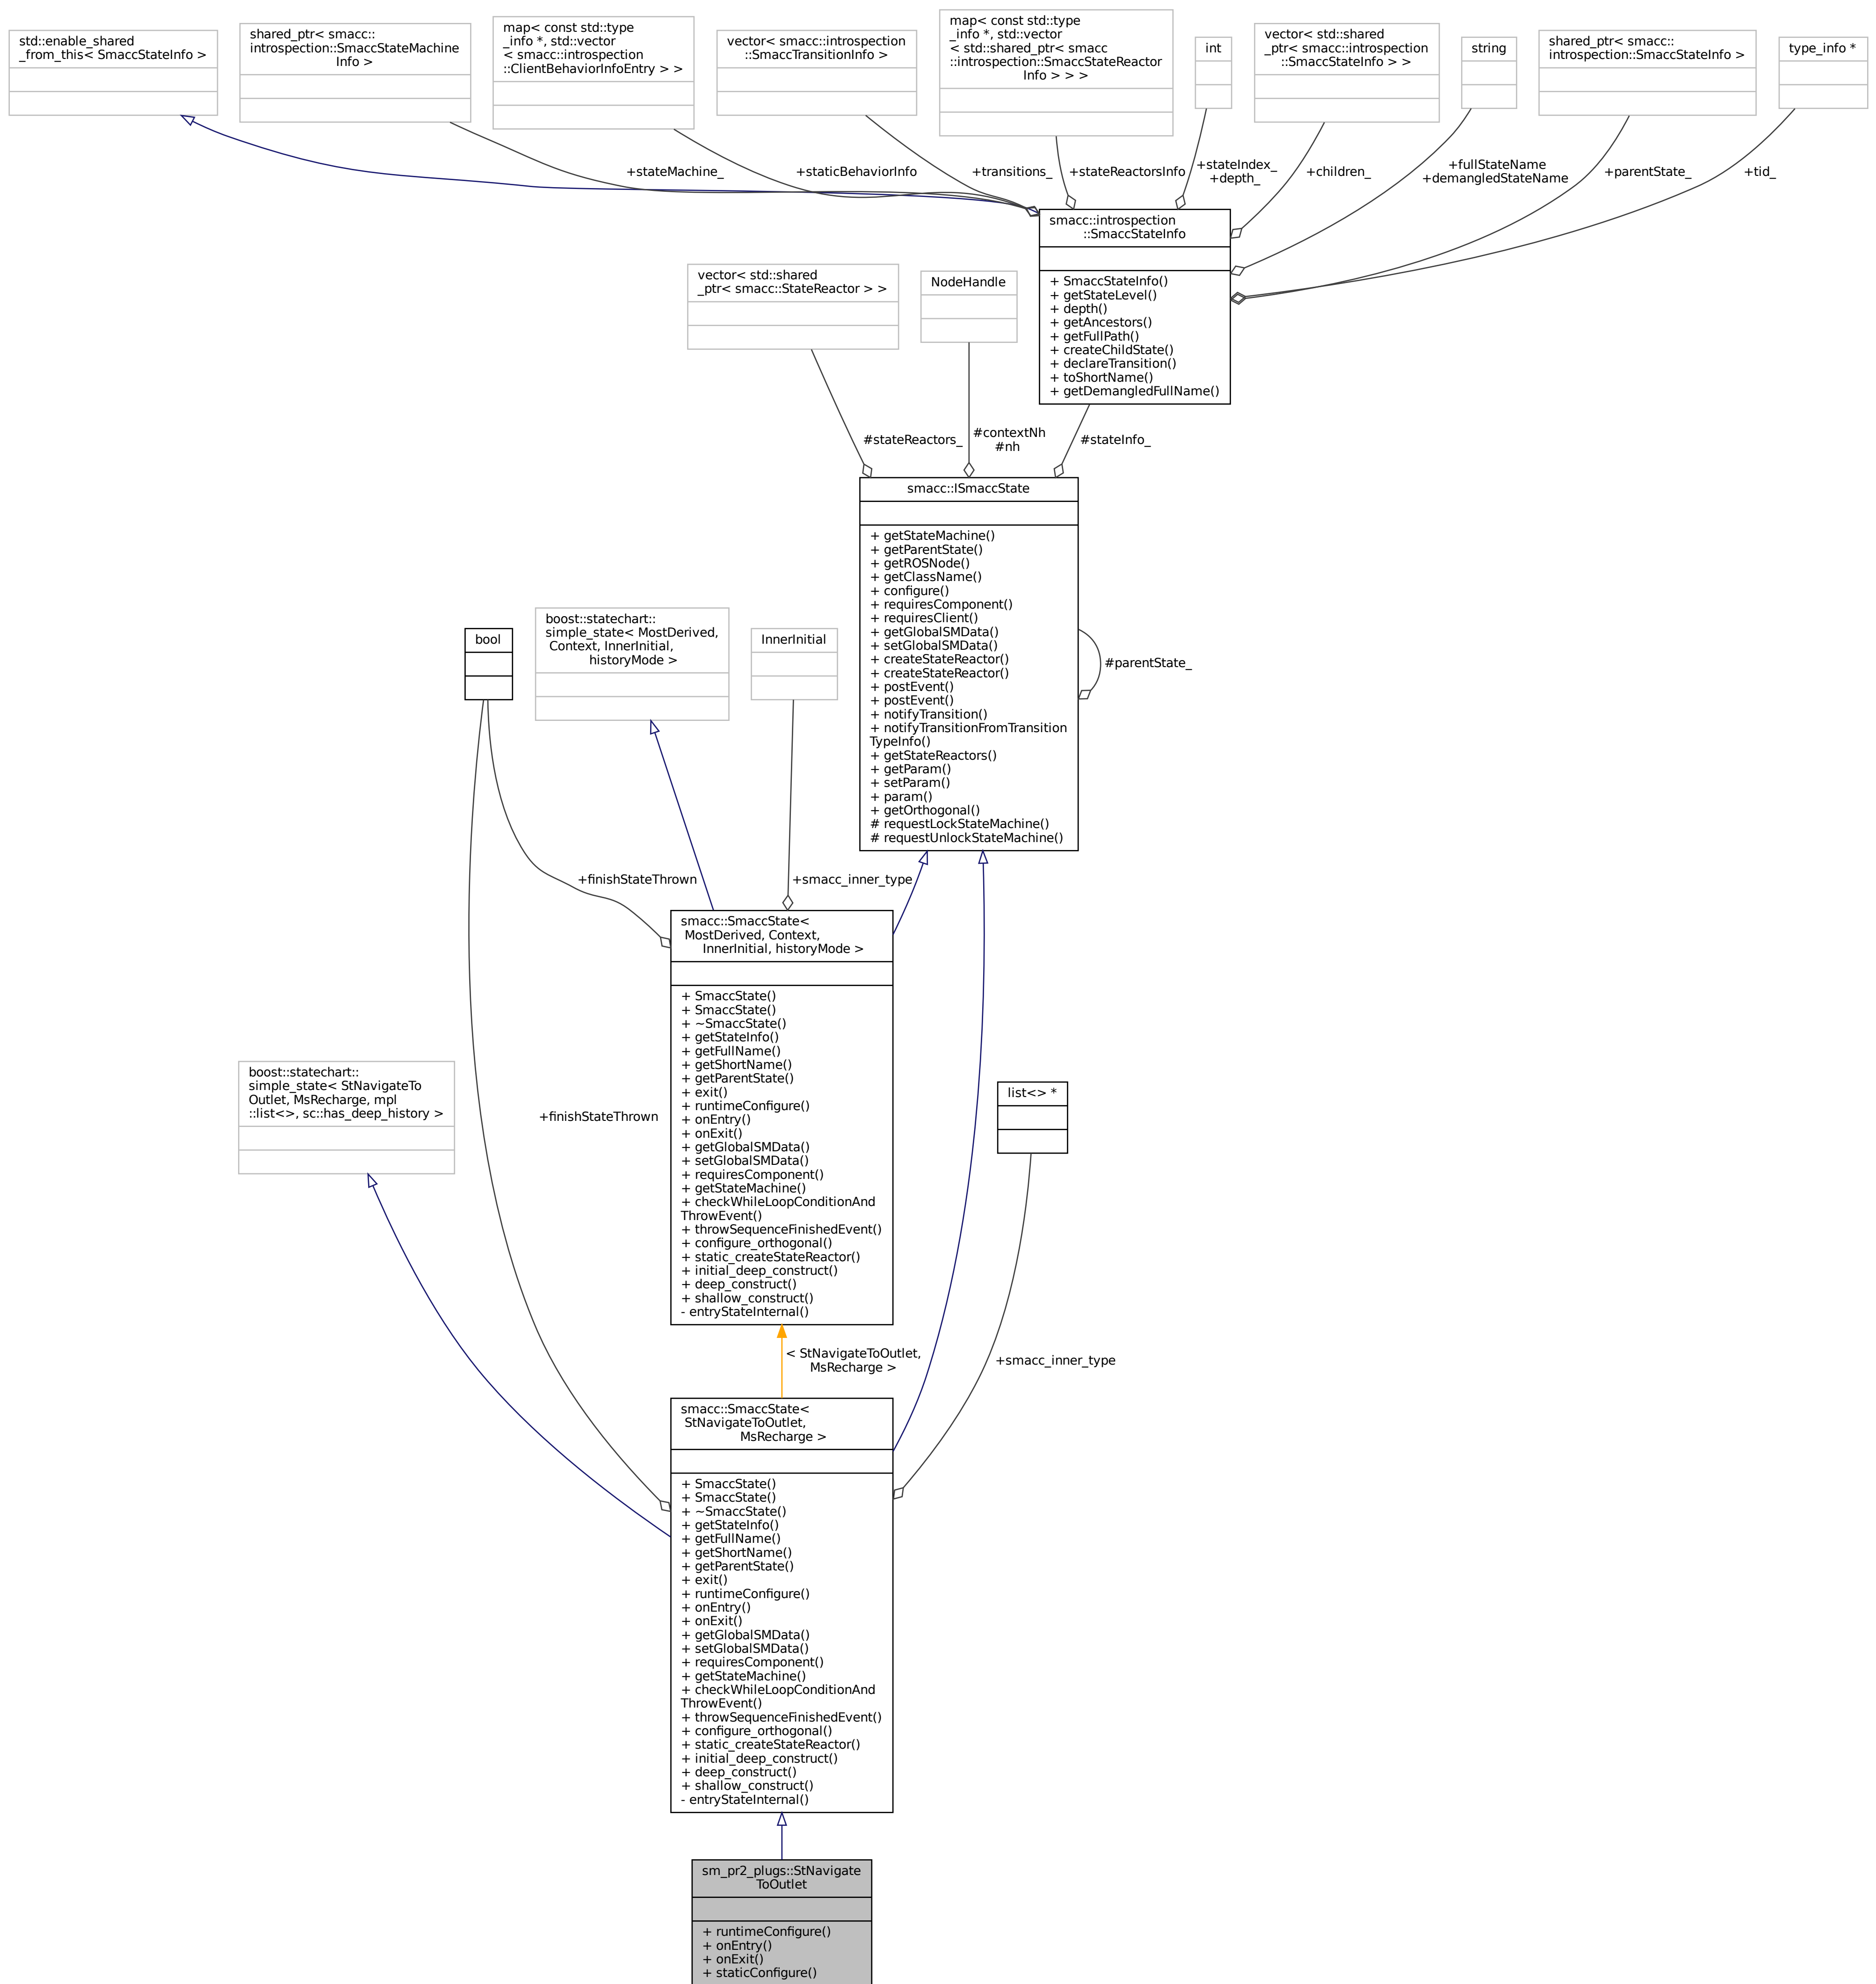 std::enable_shared
_from_this< SmaccStateInfo >
shared_ptr< smacc::
introspection::SmaccStateMachine
Info >
map< const std::type
_info *, std::vector
< smacc::introspection
::ClientBehaviorInfoEntry > >
vector< smacc::introspection
::SmaccTransitionInfo >
map< const std::type
_info *, std::vector
< std::shared_ptr< smacc
::introspection::SmaccStateReactor
Info > > >
int
vector< std::shared
_ptr< smacc::introspection
::SmaccStateInfo > >
string
shared_ptr< smacc::
introspection::SmaccStateInfo >
type_info *
+stateMachine_
+staticBehaviorInfo
+transitions_
+stateReactorsInfo
+stateIndex_
+depth_
+children_
+fullStateName
+demangledStateName
+parentState_
+tid_
smacc::introspection
::SmaccStateInfo
+ SmaccStateInfo()
+ getStateLevel()
+ depth()
+ getAncestors()
+ getFullPath()
+ createChildState()
+ declareTransition()
+ toShortName()
+ getDemangledFullName()
vector< std::shared
_ptr< smacc::StateReactor > >
NodeHandle
#stateReactors_
#contextNh
#nh
#stateInfo_
smacc::ISmaccState
+ getStateMachine()
+ getParentState()
+ getROSNode()
+ getClassName()
+ configure()
+ requiresComponent()
+ requiresClient()
+ getGlobalSMData()
+ setGlobalSMData()
+ createStateReactor()
+ createStateReactor()
+ postEvent()
+ postEvent()
+ notifyTransition()
+ notifyTransitionFromTransition
TypeInfo()
+ getStateReactors()
+ getParam()
+ setParam()
+ param()
+ getOrthogonal()
# requestLockStateMachine()
# requestUnlockStateMachine()
#parentState_
bool
boost::statechart::
simple_state< MostDerived,
Context, InnerInitial,
historyMode >
InnerInitial
+finishStateThrown
+smacc_inner_type
smacc::SmaccState<
MostDerived, Context,
InnerInitial, historyMode >
+ SmaccState()
+ SmaccState()
+ ~SmaccState()
+ getStateInfo()
+ getFullName()
+ getShortName()
+ getParentState()
+ exit()
+ runtimeConfigure()
+ onEntry()
+ onExit()
+ getGlobalSMData()
+ setGlobalSMData()
+ requiresComponent()
+ getStateMachine()
+ checkWhileLoopConditionAnd
ThrowEvent()
+ throwSequenceFinishedEvent()
+ configure_orthogonal()
+ static_createStateReactor()
+ initial_deep_construct()
+ deep_construct()
+ shallow_construct()
- entryStateInternal()
boost::statechart::
simple_state< StNavigateTo
Outlet, MsRecharge, mpl
::list<>, sc::has_deep_history >
+finishStateThrown
list<> *
< StNavigateToOutlet,
MsRecharge >
+smacc_inner_type
smacc::SmaccState<
StNavigateToOutlet,
MsRecharge >
+ SmaccState()
+ SmaccState()
+ ~SmaccState()
+ getStateInfo()
+ getFullName()
+ getShortName()
+ getParentState()
+ exit()
+ runtimeConfigure()
+ onEntry()
+ onExit()
+ getGlobalSMData()
+ setGlobalSMData()
+ requiresComponent()
+ getStateMachine()
+ checkWhileLoopConditionAnd
ThrowEvent()
+ throwSequenceFinishedEvent()
+ configure_orthogonal()
+ static_createStateReactor()
+ initial_deep_construct()
+ deep_construct()
+ shallow_construct()
- entryStateInternal()
sm_pr2_plugs::StNavigate
ToOutlet
+ runtimeConfigure()
+ onEntry()
+ onExit()
+ staticConfigure()